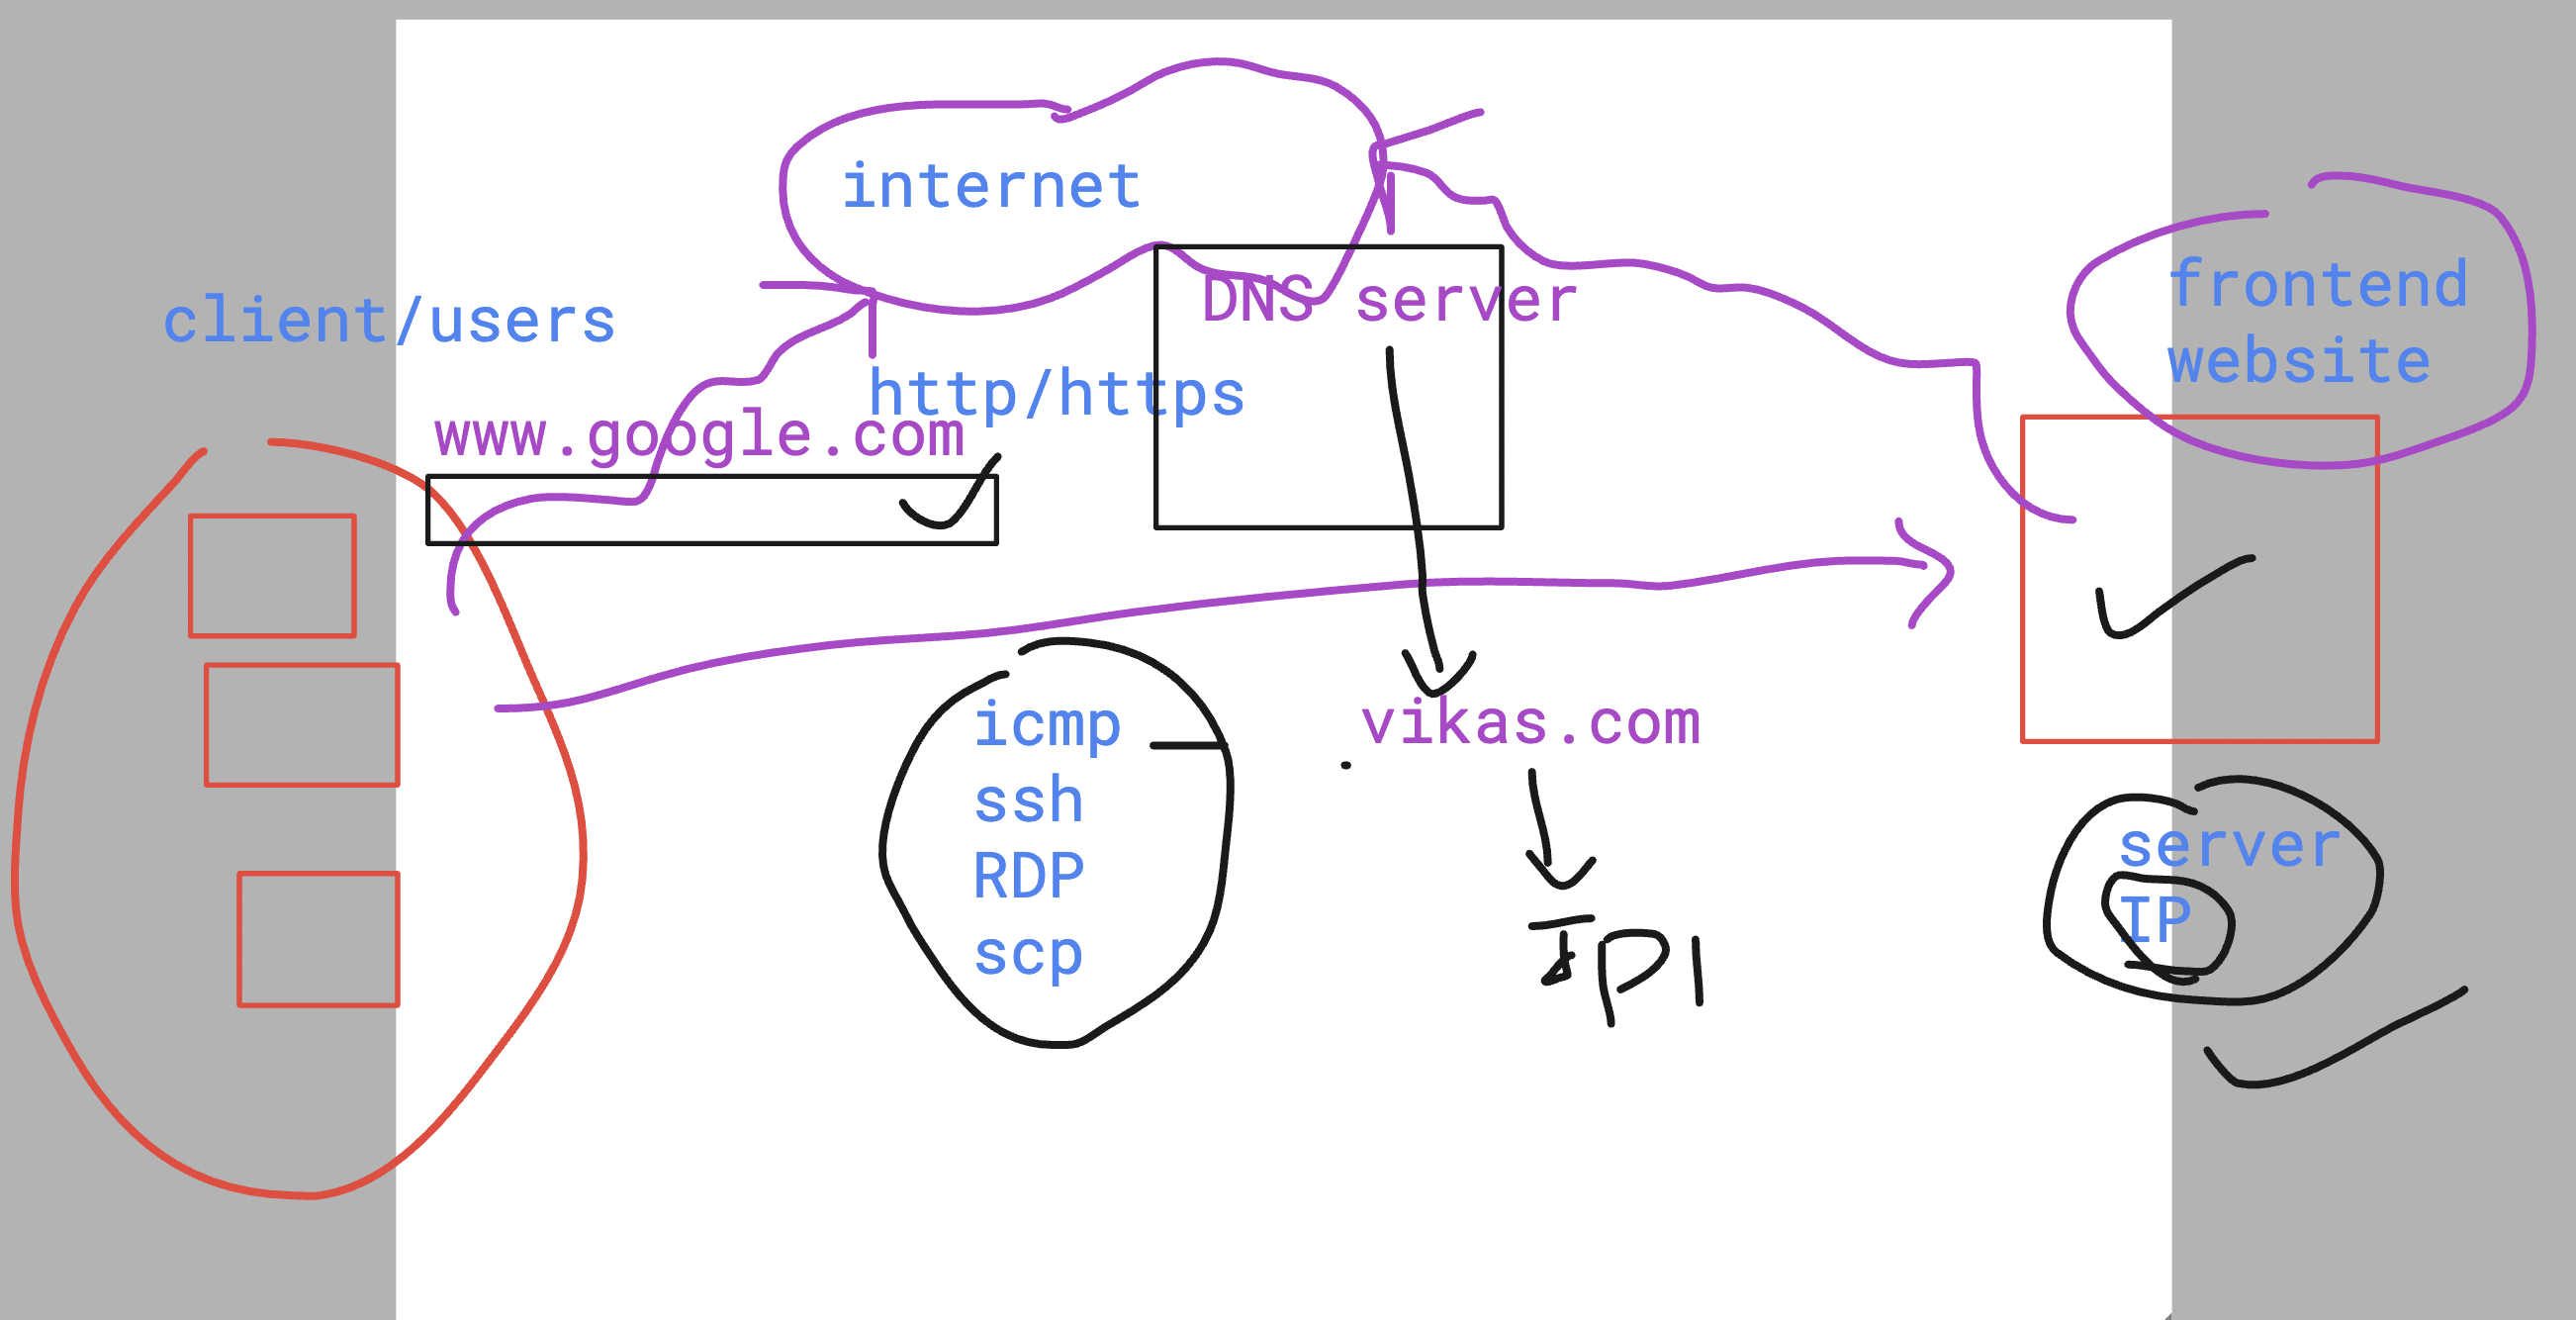 internet
DNS server
client/users
http/https
www.google.com
frontend
website
icmp
ssh
RDP
scp
vikas.com
IP1
server
IP